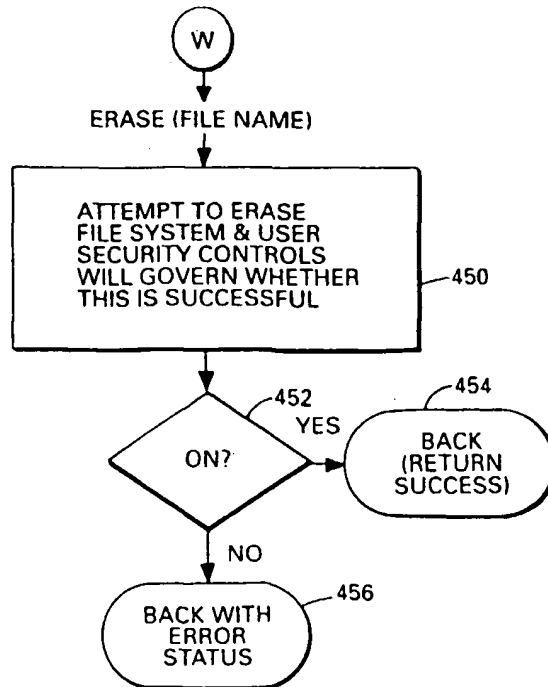 W
ERASE (FILE NAME)
ATTEMPT TO ERASE
FILE SYSTEM & USER
SECURITY CONTROLS
WILL GOVERN WHETHER
THIS IS SUCCESSFUL
450
452
ON?
YES
454
BACK
(RETURN
SUCCESS)
NO
456
BACK WITH
ERROR
STATUS